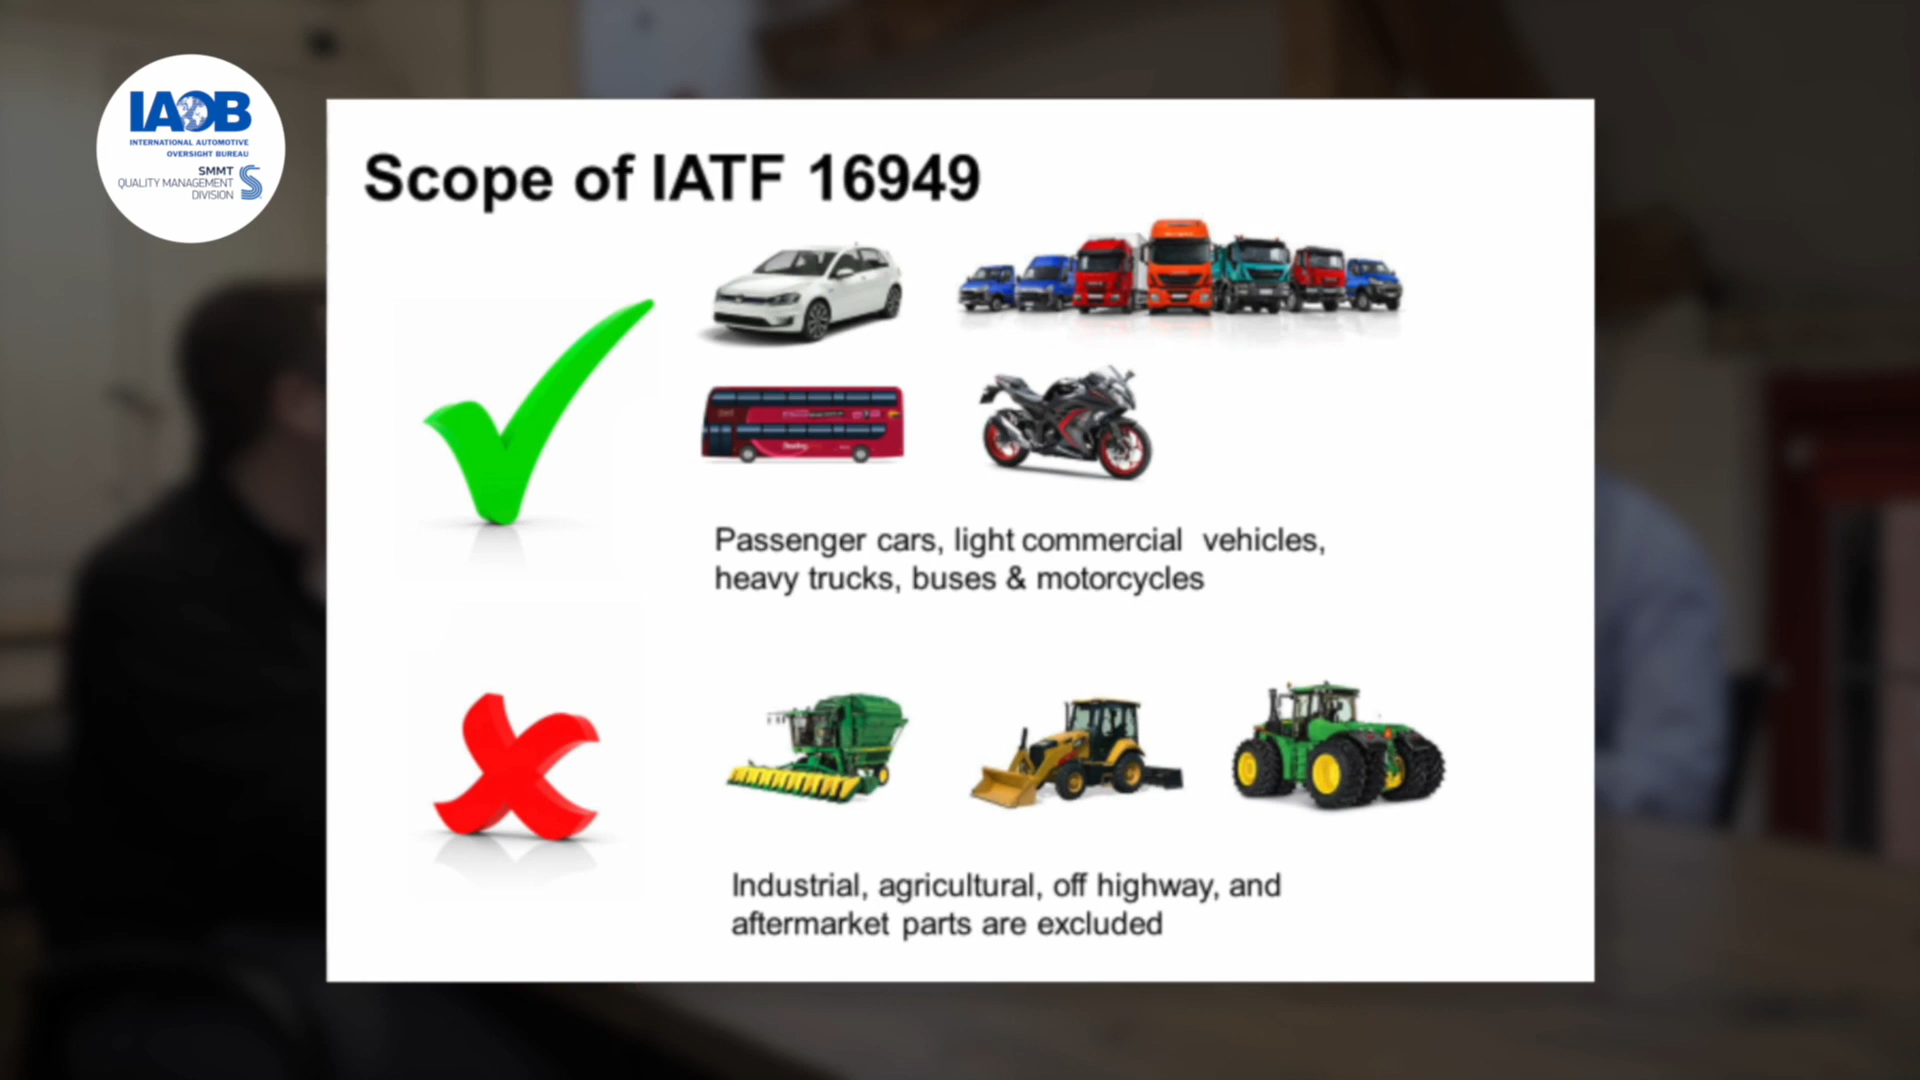 IAOB
INTERNATIONAL AUTOMOTIVE
OVERSIGHT BUREAU
SMMT
QUALITY MANAGEMENT
DIVISION
Scope of IATF 16949
Passenger cars, light commercial vehicles,
heavy trucks, buses & motorcycles
Industrial, agricultural, off highway, and
aftermarket parts are excluded